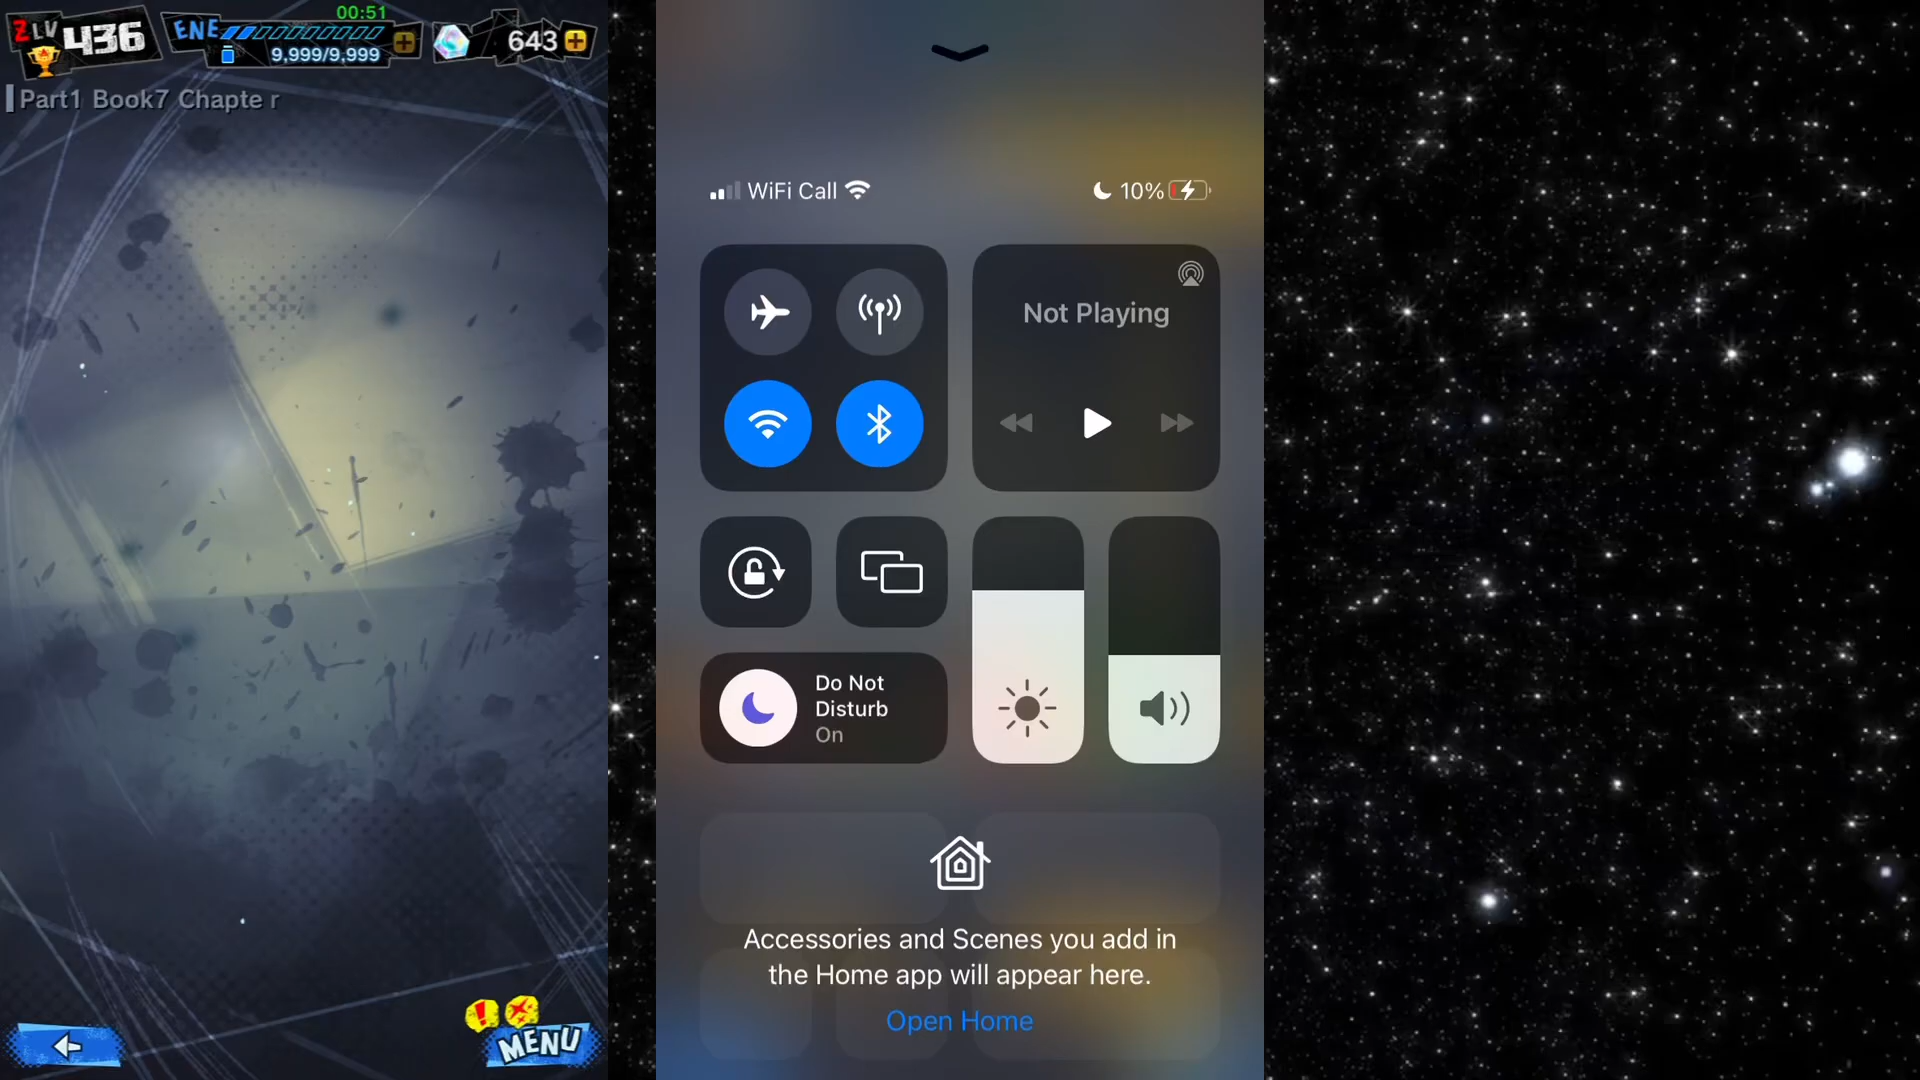 00:51
ZLV 436
ENE
9,999/9,999
643
Part1 Book7 Chapte r
MENU
WiFi Call
10%
Not Playing
Do Not
Disturb
On
Accessories and Scenes you add in
the Home app will appear here.
Open Home